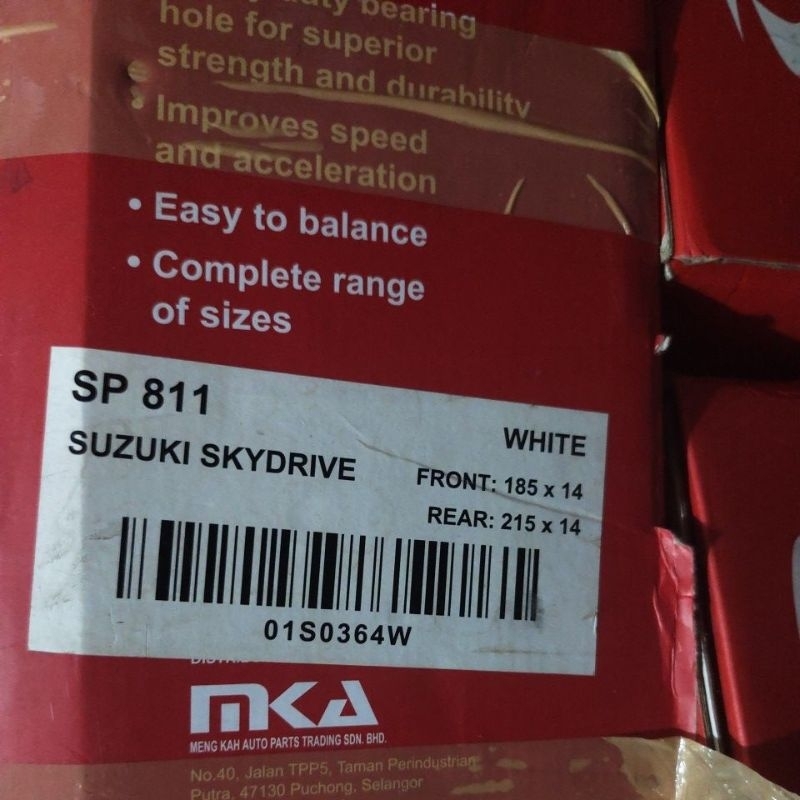 duty bearing
hole for superior
strength and durability
• Improves speed
and acceleration
• Easy to balance
• Complete range
of sizes
SP 811
WHITE
SUZUKI SKYDRIVE
FRONT: 185 x 14
REAR: 215 x 14
01S0364W
MKA
MENG KAH AUTO PARTS TRADING SDN. BHD.
No.40, Jalan TPP5, Taman Perindustrian
Putra, 47130 Puchong, Selangor